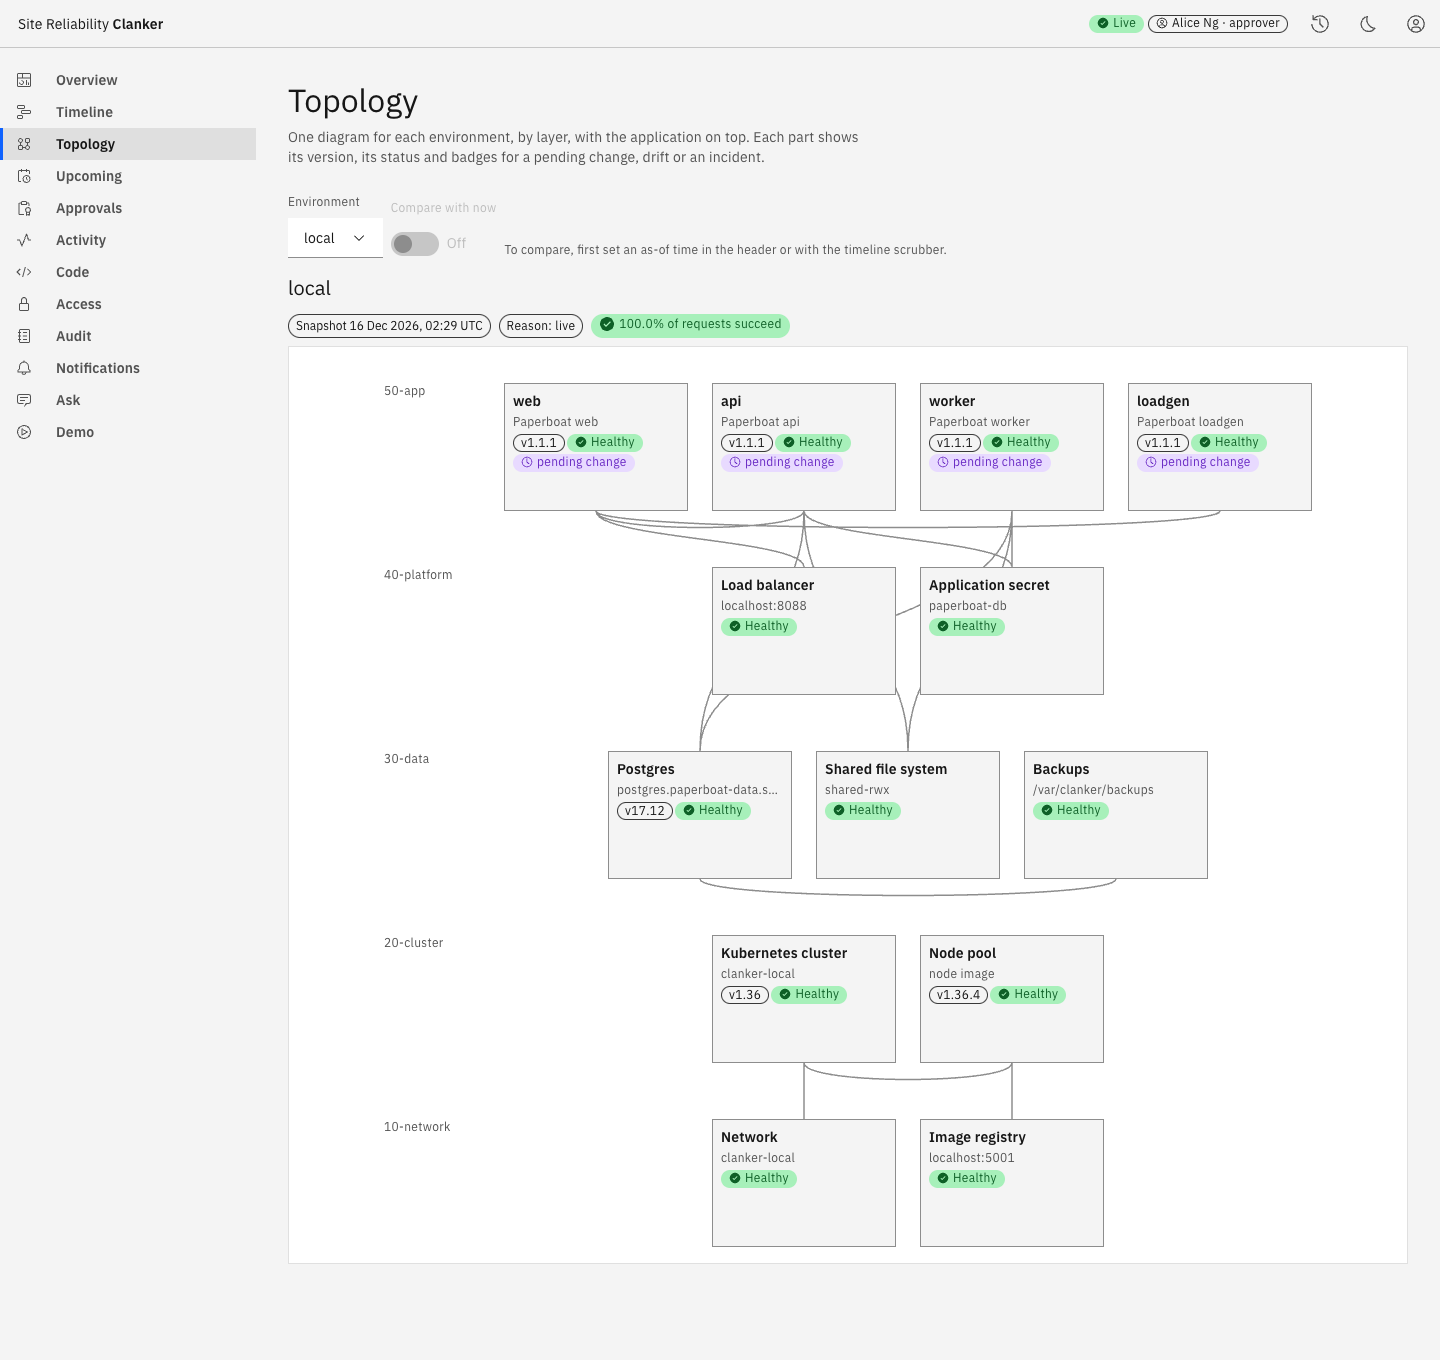 Site Reliability Clanker
Live
Alice Ng · approver
Overview
Timeline
Topology
Upcoming
Approvals
Activity
Code
Access
Audit
Notifications
Ask
Demo
Topology
One diagram for each environment, by layer, with the application on top. Each part shows
its version, its status and badges for a pending change, drift or an incident.
Environment
Compare with now
local
Off
To compare, first set an as-of time in the header or with the timeline scrubber.
local
Snapshot 16 Dec 2026, 02:29 UTC
Reason: live
100.0% of requests succeed
50-app
web
Paperboat web
v1.1.1
Healthy
pending change
api
Paperboat api
v1.1.1
Healthy
pending change
worker
Paperboat worker
v1.1.1
Healthy
pending change
loadgen
Paperboat loadgen
v1.1.1
Healthy
pending change
40-platform
Load balancer
localhost:8088
Healthy
Application secret
paperboat-db
Healthy
30-data
Postgres
postgres.paperboat-data.s...
v17.12
Healthy
Shared file system
shared-rwx
Healthy
Backups
/var/clanker/backups
Healthy
20-cluster
Kubernetes cluster
clanker-local
v1.36
Healthy
Node pool
node image
v1.36.4
Healthy
10-network
Network
clanker-local
Healthy
Image registry
localhost:5001
Healthy